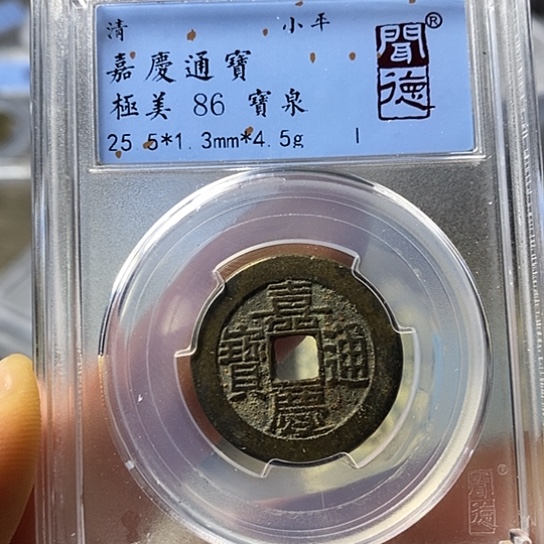 清 小平
嘉慶通寶
極美 86 寶泉
25.5*1.3mm*4.5g
聞德®
嘉慶通寶
聞德